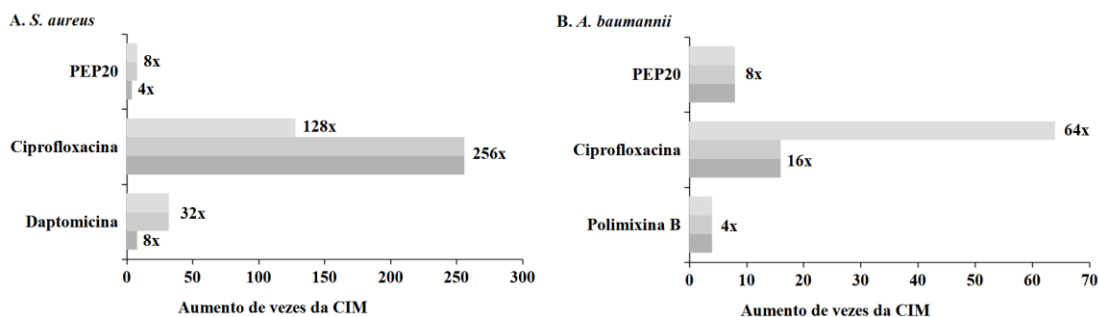 A. S. aureus
PEP20
8x
4x
Ciprofloxacina
128x
256x
Daptomicina
32x
8x
0 50 100 150 200 250 300
Aumento de vezes da CIM
B. A. baumannii
PEP20
8x
Ciprofloxacina
64x
16x
Polimixina B
4x
0 10 20 30 40 50 60 70
Aumento de vezes da CIM